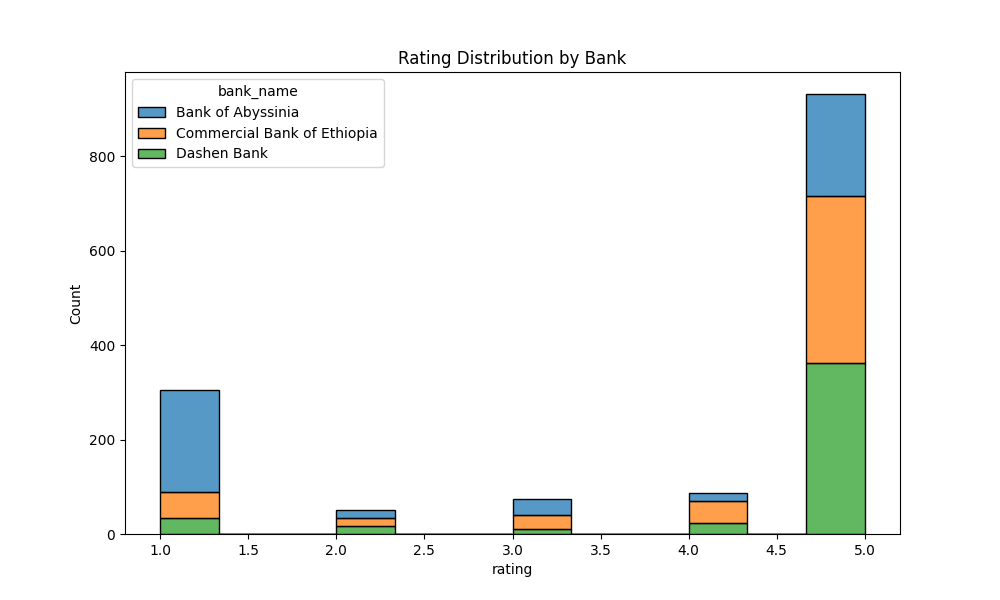 Rating Distribution by Bank
bank_name
Bank of Abyssinia
Commercial Bank of Ethiopia
Dashen Bank
Count
800
600
400
200
0
1.0 1.5 2.0 2.5 3.0 3.5 4.0 4.5 5.0
rating